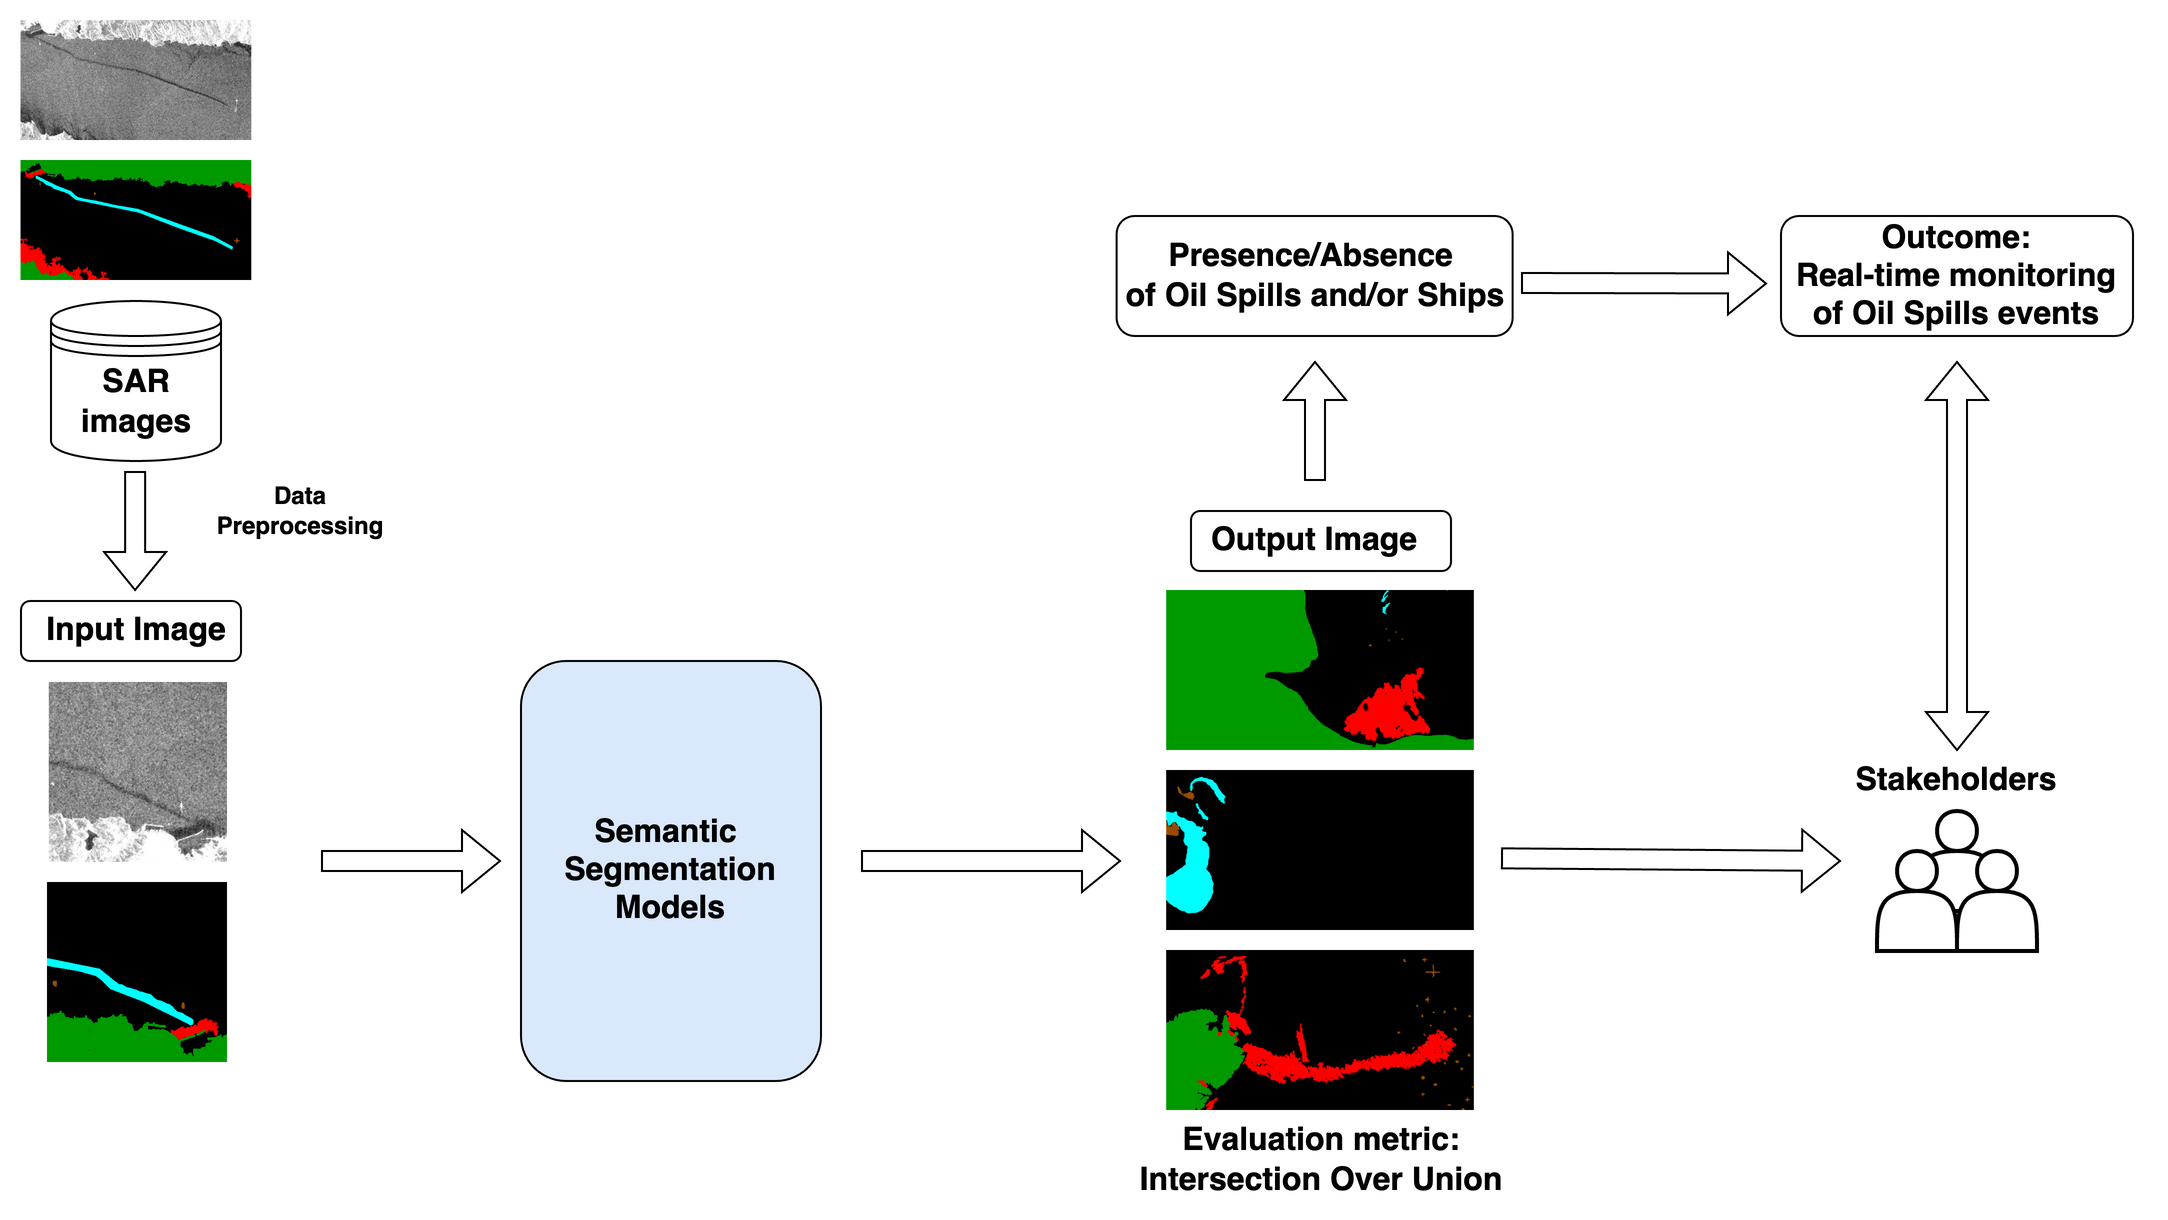 SAR
images
Data
Preprocessing
Input Image
Semantic
Segmentation
Models
Presence/Absence
of Oil Spills and/or Ships
Output Image
Evaluation metric:
Intersection Over Union
Outcome:
Real-time monitoring
of Oil Spills events
Stakeholders